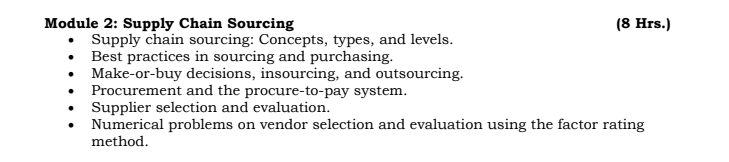 Module 2: Supply Chain Sourcing (8 Hrs.)
• Supply chain sourcing: Concepts, types, and levels.
• Best practices in sourcing and purchasing.
• Make-or-buy decisions, insourcing, and outsourcing.
• Procurement and the procure-to-pay system.
• Supplier selection and evaluation.
• Numerical problems on vendor selection and evaluation using the factor rating
method.